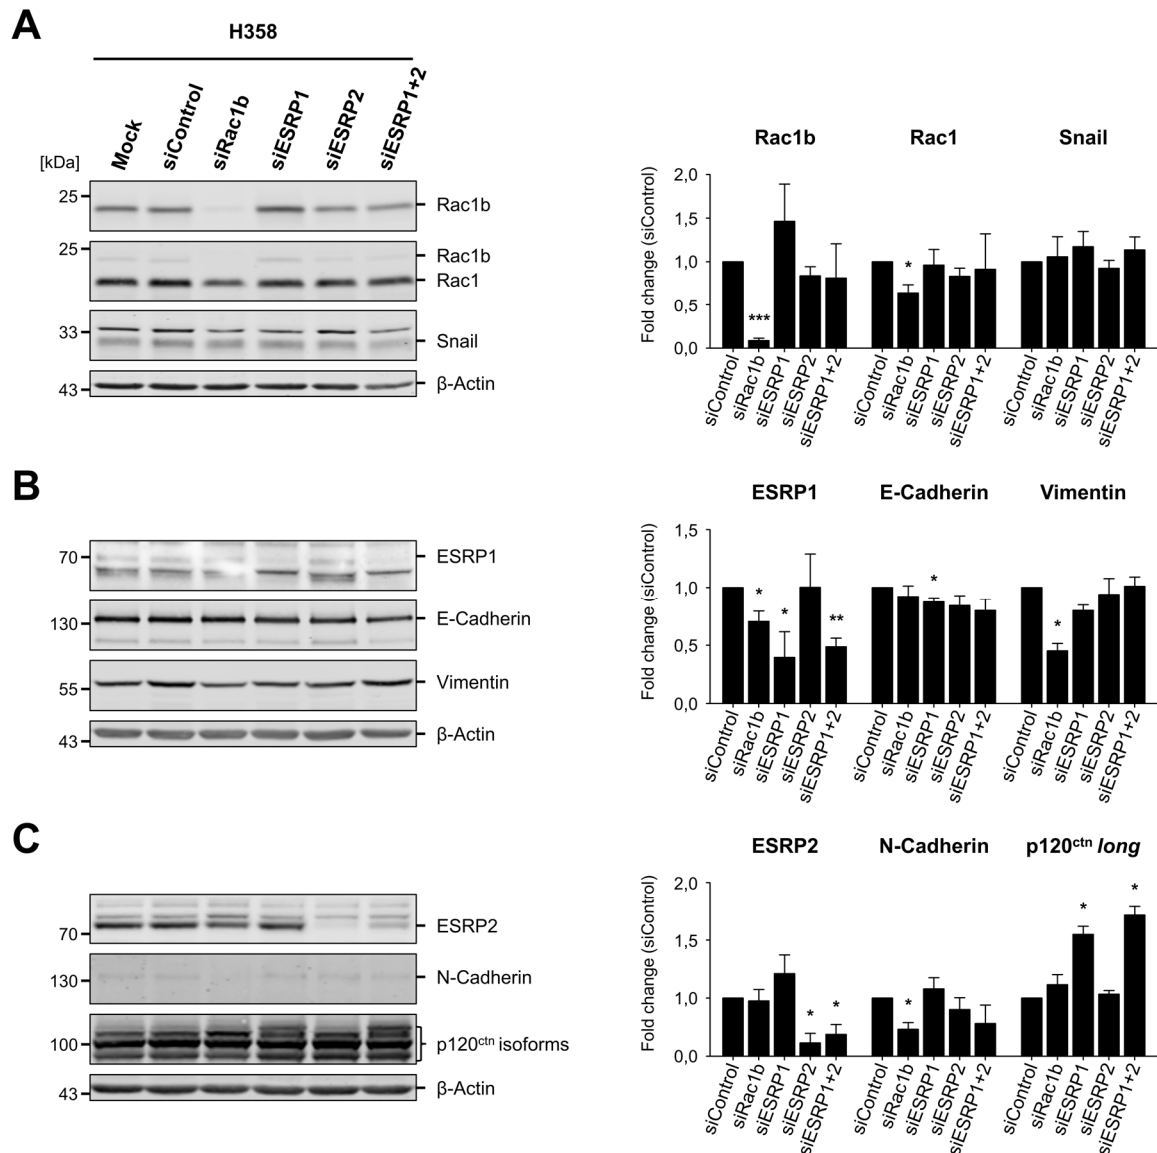 A
H358
Mock
siControl
siRac1b
siESRP1
siESRP2
siESRP1+2
[kDa]
25
Rac1b
25
Rac1b
Rac1
33
Snail
43
β-Actin
Rac1b
Rac1
Snail
Fold change (siControl)
2,0
1,5
1,0
0,5
0,0
***
*
siControl
siRac1b
siESRP1
siESRP2
siESRP1+2
siControl
siRac1b
siESRP1
siESRP2
siESRP1+2
siControl
siRac1b
siESRP1
siESRP2
siESRP1+2
B
70
ESRP1
130
E-Cadherin
55
Vimentin
43
β-Actin
ESRP1
E-Cadherin
Vimentin
Fold change (siControl)
1,5
1,0
0,5
0,0
*
*
**
*
*
siControl
siRac1b
siESRP1
siESRP2
siESRP1+2
siControl
siRac1b
siESRP1
siESRP2
siESRP1+2
siControl
siRac1b
siESRP1
siESRP2
siESRP1+2
C
70
ESRP2
130
N-Cadherin
100
p120ctn isoforms
43
β-Actin
ESRP2
N-Cadherin
p120ctn long
Fold change (siControl)
2,0
1,5
1,0
0,0
*
*
*
*
*
siControl
siRac1b
siESRP1
siESRP2
siESRP1+2
siControl
siRac1b
siESRP1
siESRP2
siESRP1+2
siControl
siRac1b
siESRP1
siESRP2
siESRP1+2